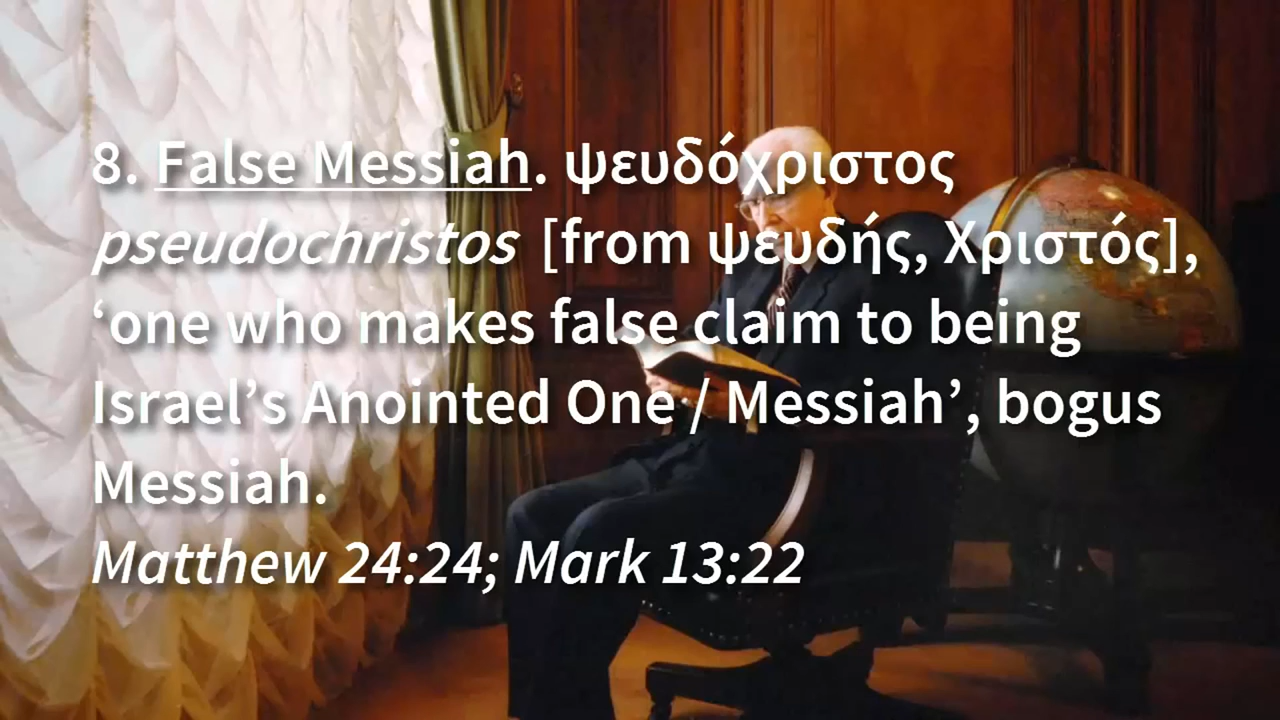 8. False Messiah. ψευδόχριστος
pseudochristos [from ψευδής, Χριστός],
‘one who makes false claim to being
Israel’s Anointed One / Messiah’, bogus
Messiah.
Matthew 24:24; Mark 13:22